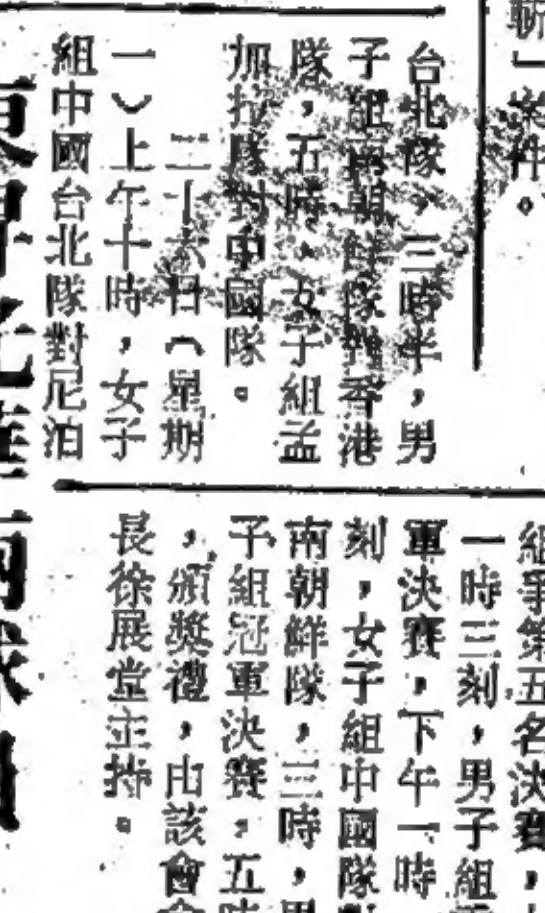 斬」案件。
台北隊，三時半，男
子組南朝鮮隊對香港
隊，五時，女子組孟
加拉隊對中國隊。
二十六日（星期
一）上午十時，女子
組中國台北隊對尼泊
組爭第五名決賽，
一時三刻，男子組
軍決賽，下午一時
刻，女子組中國隊
南朝鮮隊，三時，男
子組冠軍決賽，五時
，頒獎禮，由該會會
長徐展堂主持。